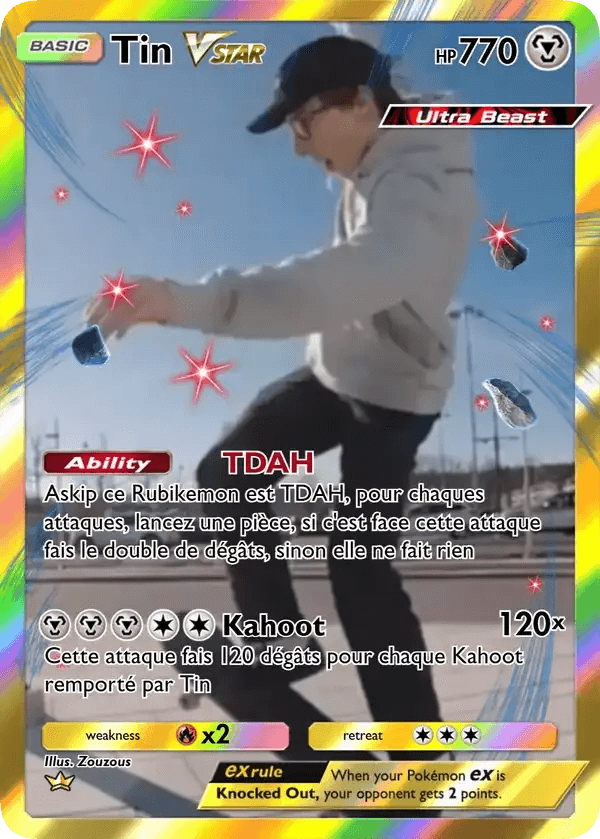 BASIC Tin VSTAR HP 770
Ultra Beast
Ability TDAH
Askip ce Rubikemon est TDAH, pour chaques
attaques, lancez une pièce, si c'est face cette attaque
fais le double de dégâts, sinon elle ne fait rien
Kahoot 120x
Cette attaque fais 120 dégâts pour chaque Kahoot
remporté par Tin
weakness x2 retreat
Illus. Zouzous
ex rule When your Pokémon ex is
Knocked Out, your opponent gets 2 points.